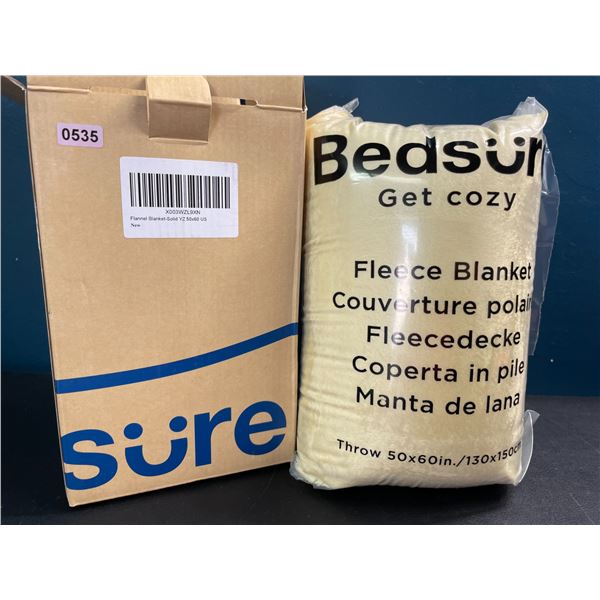 0535
X003WZL9XN
Flannel Blanket-Solid YZ 50x60 US
New
sure
Bedsur
Get cozy
Fleece Blanket
Couverture polair
Fleecedecke
Coperta in pile
Manta de lana
Throw 50x60in./130x150cm